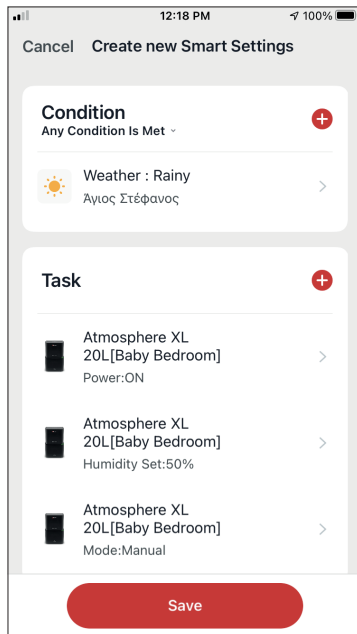 12:18 PM
100%
Cancel Create new Smart Settings
Condition
Any Condition Is Met
Weather : Rainy
Άγιος Στέφανος
Task
Atmosphere XL
20L[Baby Bedroom]
Power:ON
Atmosphere XL
20L[Baby Bedroom]
Humidity Set:50%
Atmosphere XL
20L[Baby Bedroom]
Mode:Manual
Save